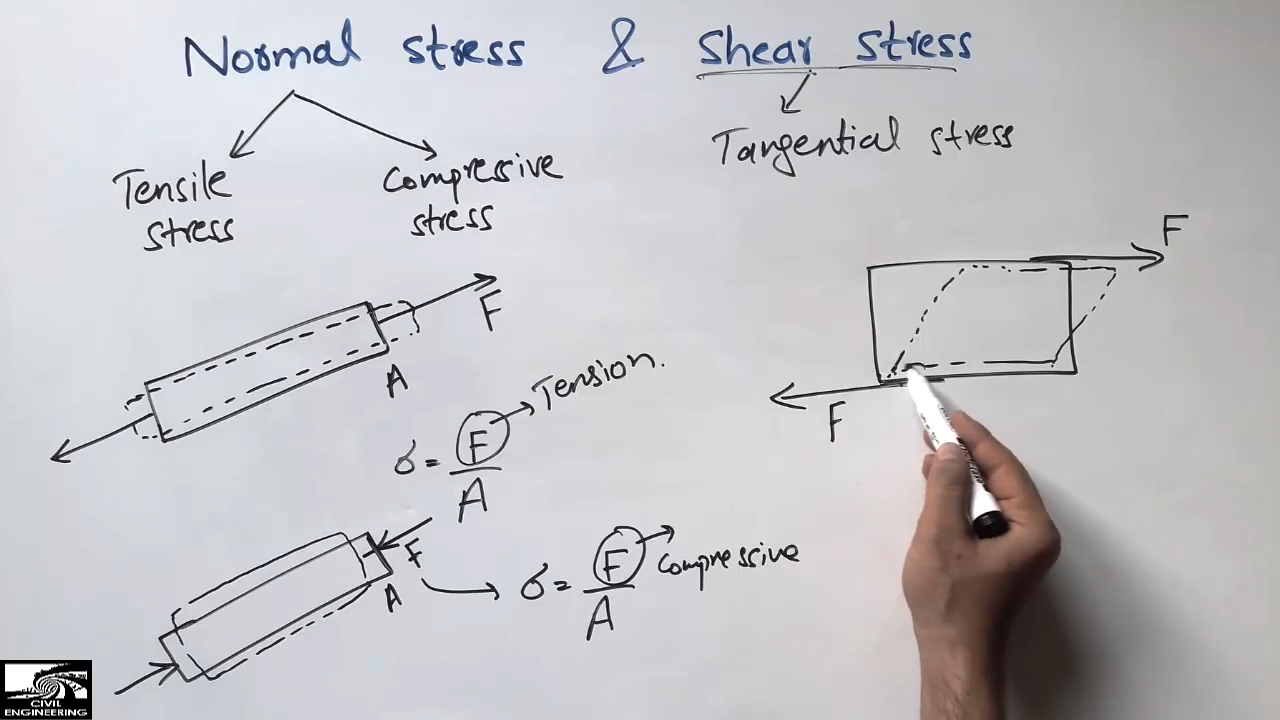 Normal stress & Shear stress
Tensile
stress
Compressive
stress
Tangential stress
F
A
σ = F/A
Tension.
F
A
σ = F/A
Compressive
F
F
CIVIL
ENGINEERING